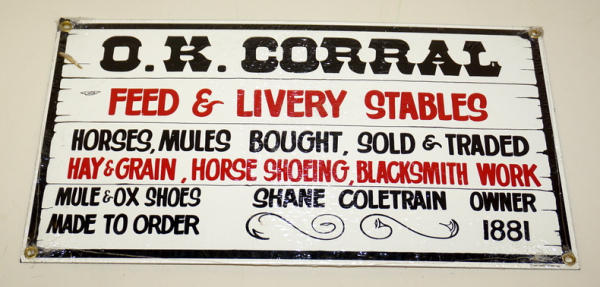 O.K. CORRAL
FEED & LIVERY STABLES
HORSES, MULES BOUGHT, SOLD & TRADED
HAY & GRAIN, HORSE SHOEING, BLACKSMITH WORK
MULE & OX SHOES SHANE COLETRAIN OWNER
MADE TO ORDER 1881